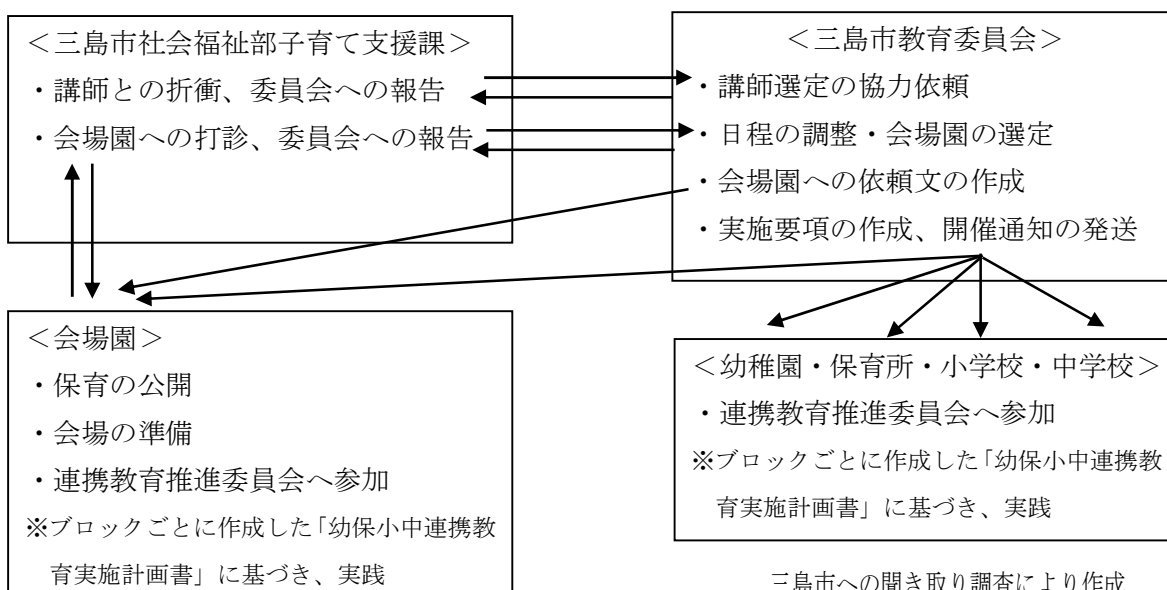 ＜三島市社会福祉部子育て支援課＞
・講師との折衝、委員会への報告
・会場園への打診、委員会への報告
＜三島市教育委員会＞
・講師選定の協力依頼
・日程の調整・会場園の選定
・会場園への依頼文の作成
・実施要項の作成、開催通知の発送
＜会場園＞
・保育の公開
・会場の準備
・連携教育推進委員会へ参加
※ブロックごとに作成した「幼保小中連携教
育実施計画書」に基づき、実践
＜幼稚園・保育所・小学校・中学校＞
・連携教育推進委員会へ参加
※ブロックごとに作成した「幼保小中連携教
育実施計画書」に基づき、実践
三島市への聞き取り調査により作成